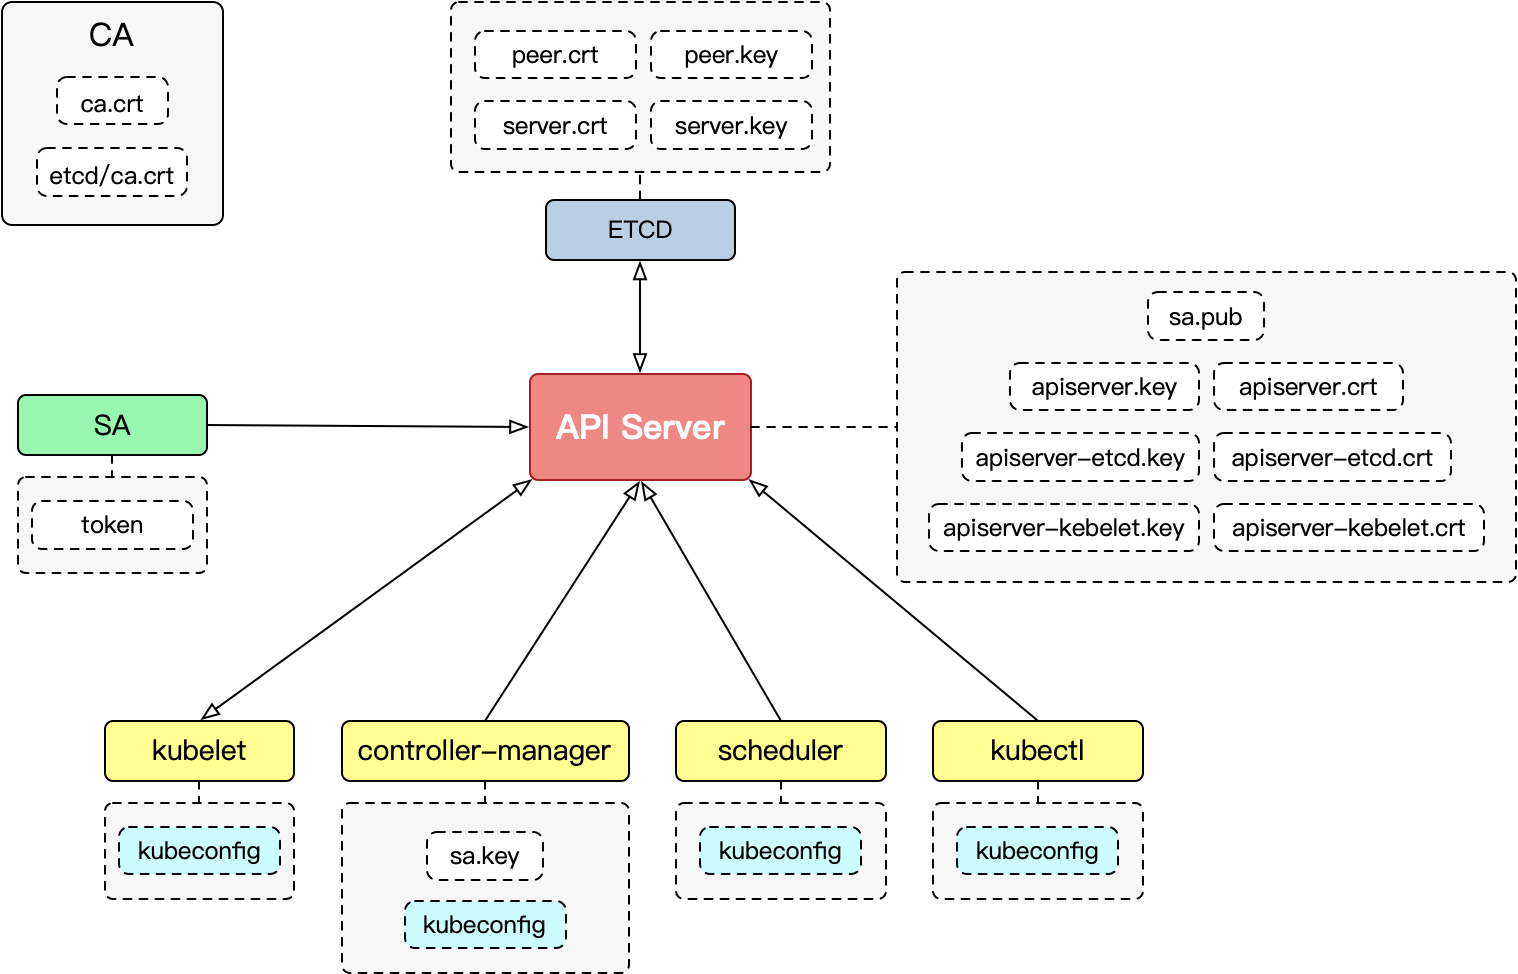 CA
ca.crt
etcd/ca.crt
peer.crt
peer.key
server.crt
server.key
ETCD
sa.pub
apiserver.key
apiserver.crt
apiserver-etcd.key
apiserver-etcd.crt
apiserver-kebelet.key
apiserver-kebelet.crt
SA
token
API Server
kubelet
controller-manager
scheduler
kubectl
kubeconfig
sa.key
kubeconfig
kubeconfig
kubeconfig